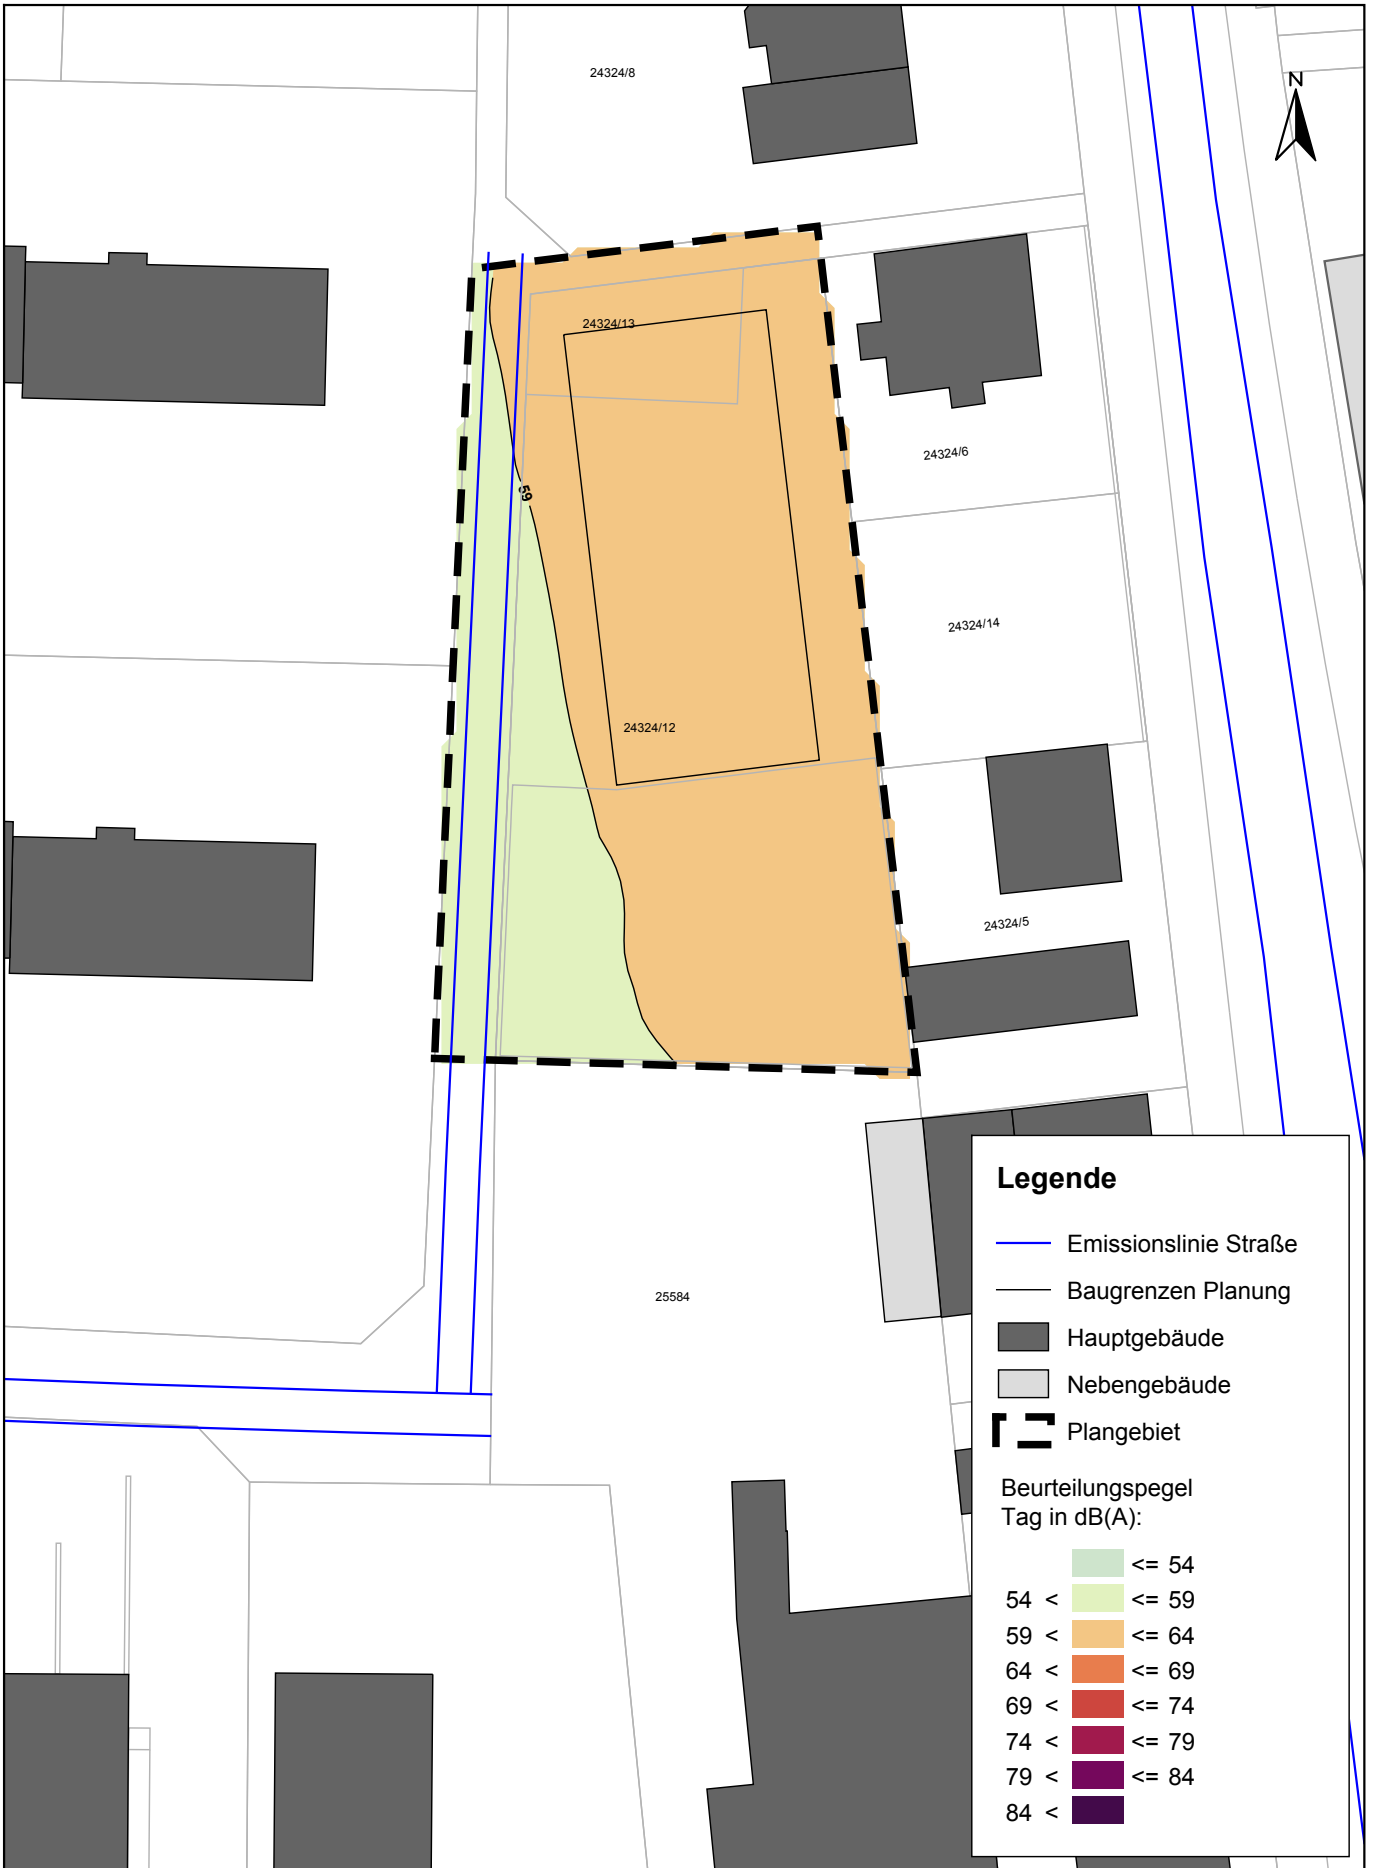 24324/8
N
24324/13
24324/6
59
24324/14
24324/12
24324/5
25584
Legende
Emissionslinie Straße
Baugrenzen Planung
Hauptgebäude
Nebengebäude
Plangebiet
Beurteilungspegel
Tag in dB(A):
<= 54
54 < <= 59
59 < <= 64
64 < <= 69
69 < <= 74
74 < <= 79
79 < <= 84
84 <